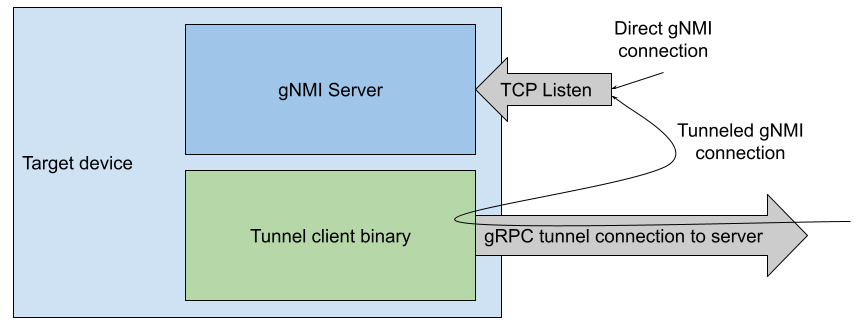 Direct gNMI
connection
gNMI Server
TCP Listen
Tunneled gNMI
connection
Target device
Tunnel client binary
gRPC tunnel connection to server